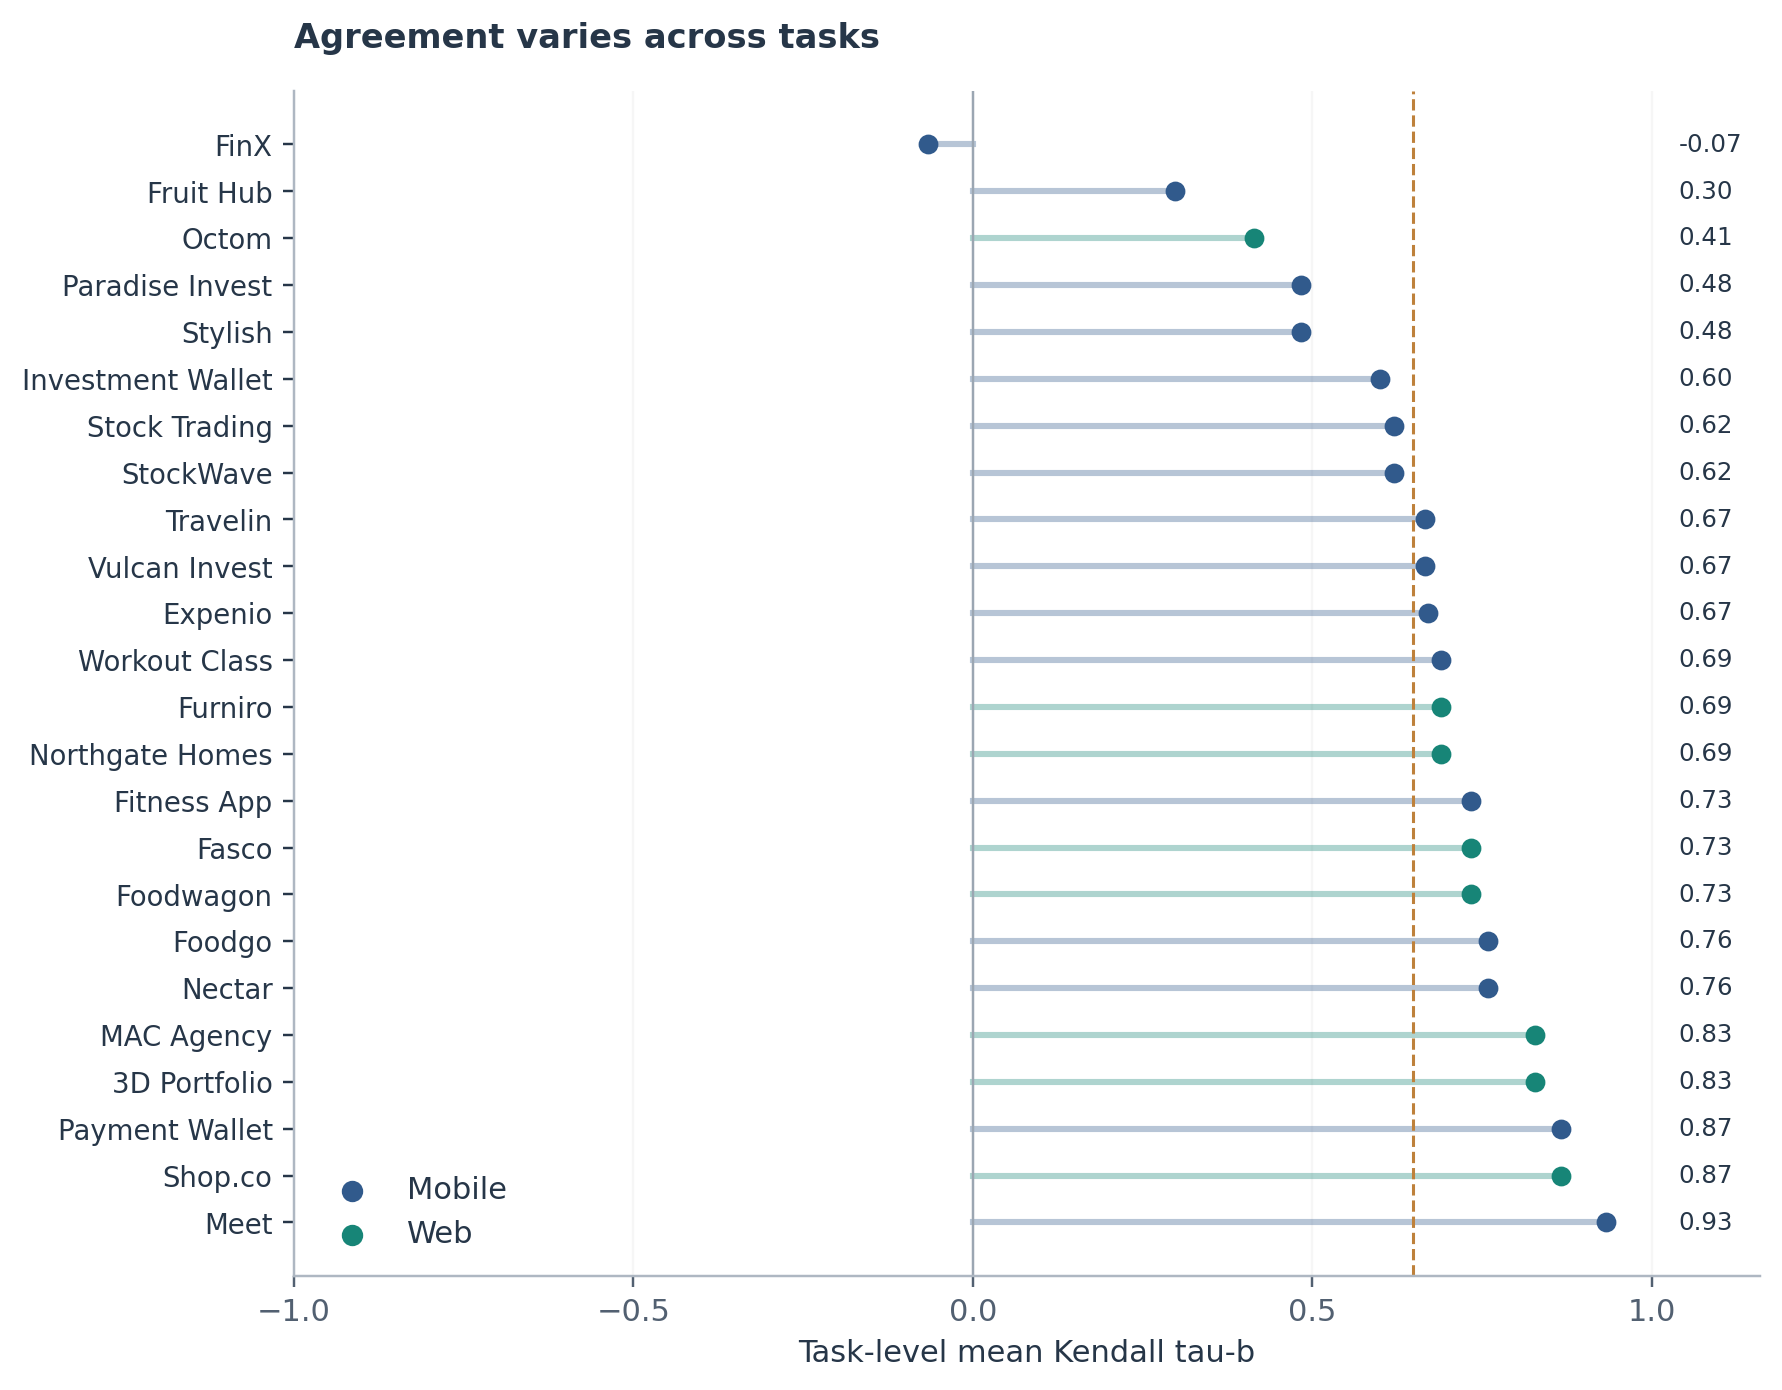 Agreement varies across tasks
FinX -0.07
Fruit Hub 0.30
Octom 0.41
Paradise Invest 0.48
Stylish 0.48
Investment Wallet 0.60
Stock Trading 0.62
StockWave 0.62
Travelin 0.67
Vulcan Invest 0.67
Expenio 0.67
Workout Class 0.69
Furniro 0.69
Northgate Homes 0.69
Fitness App 0.73
Fasco 0.73
Foodwagon 0.73
Foodgo 0.76
Nectar 0.76
MAC Agency 0.83
3D Portfolio 0.83
Payment Wallet 0.87
Shop.co 0.87
Meet 0.93
Mobile
Web
−1.0 −0.5 0.0 0.5 1.0
Task-level mean Kendall tau-b